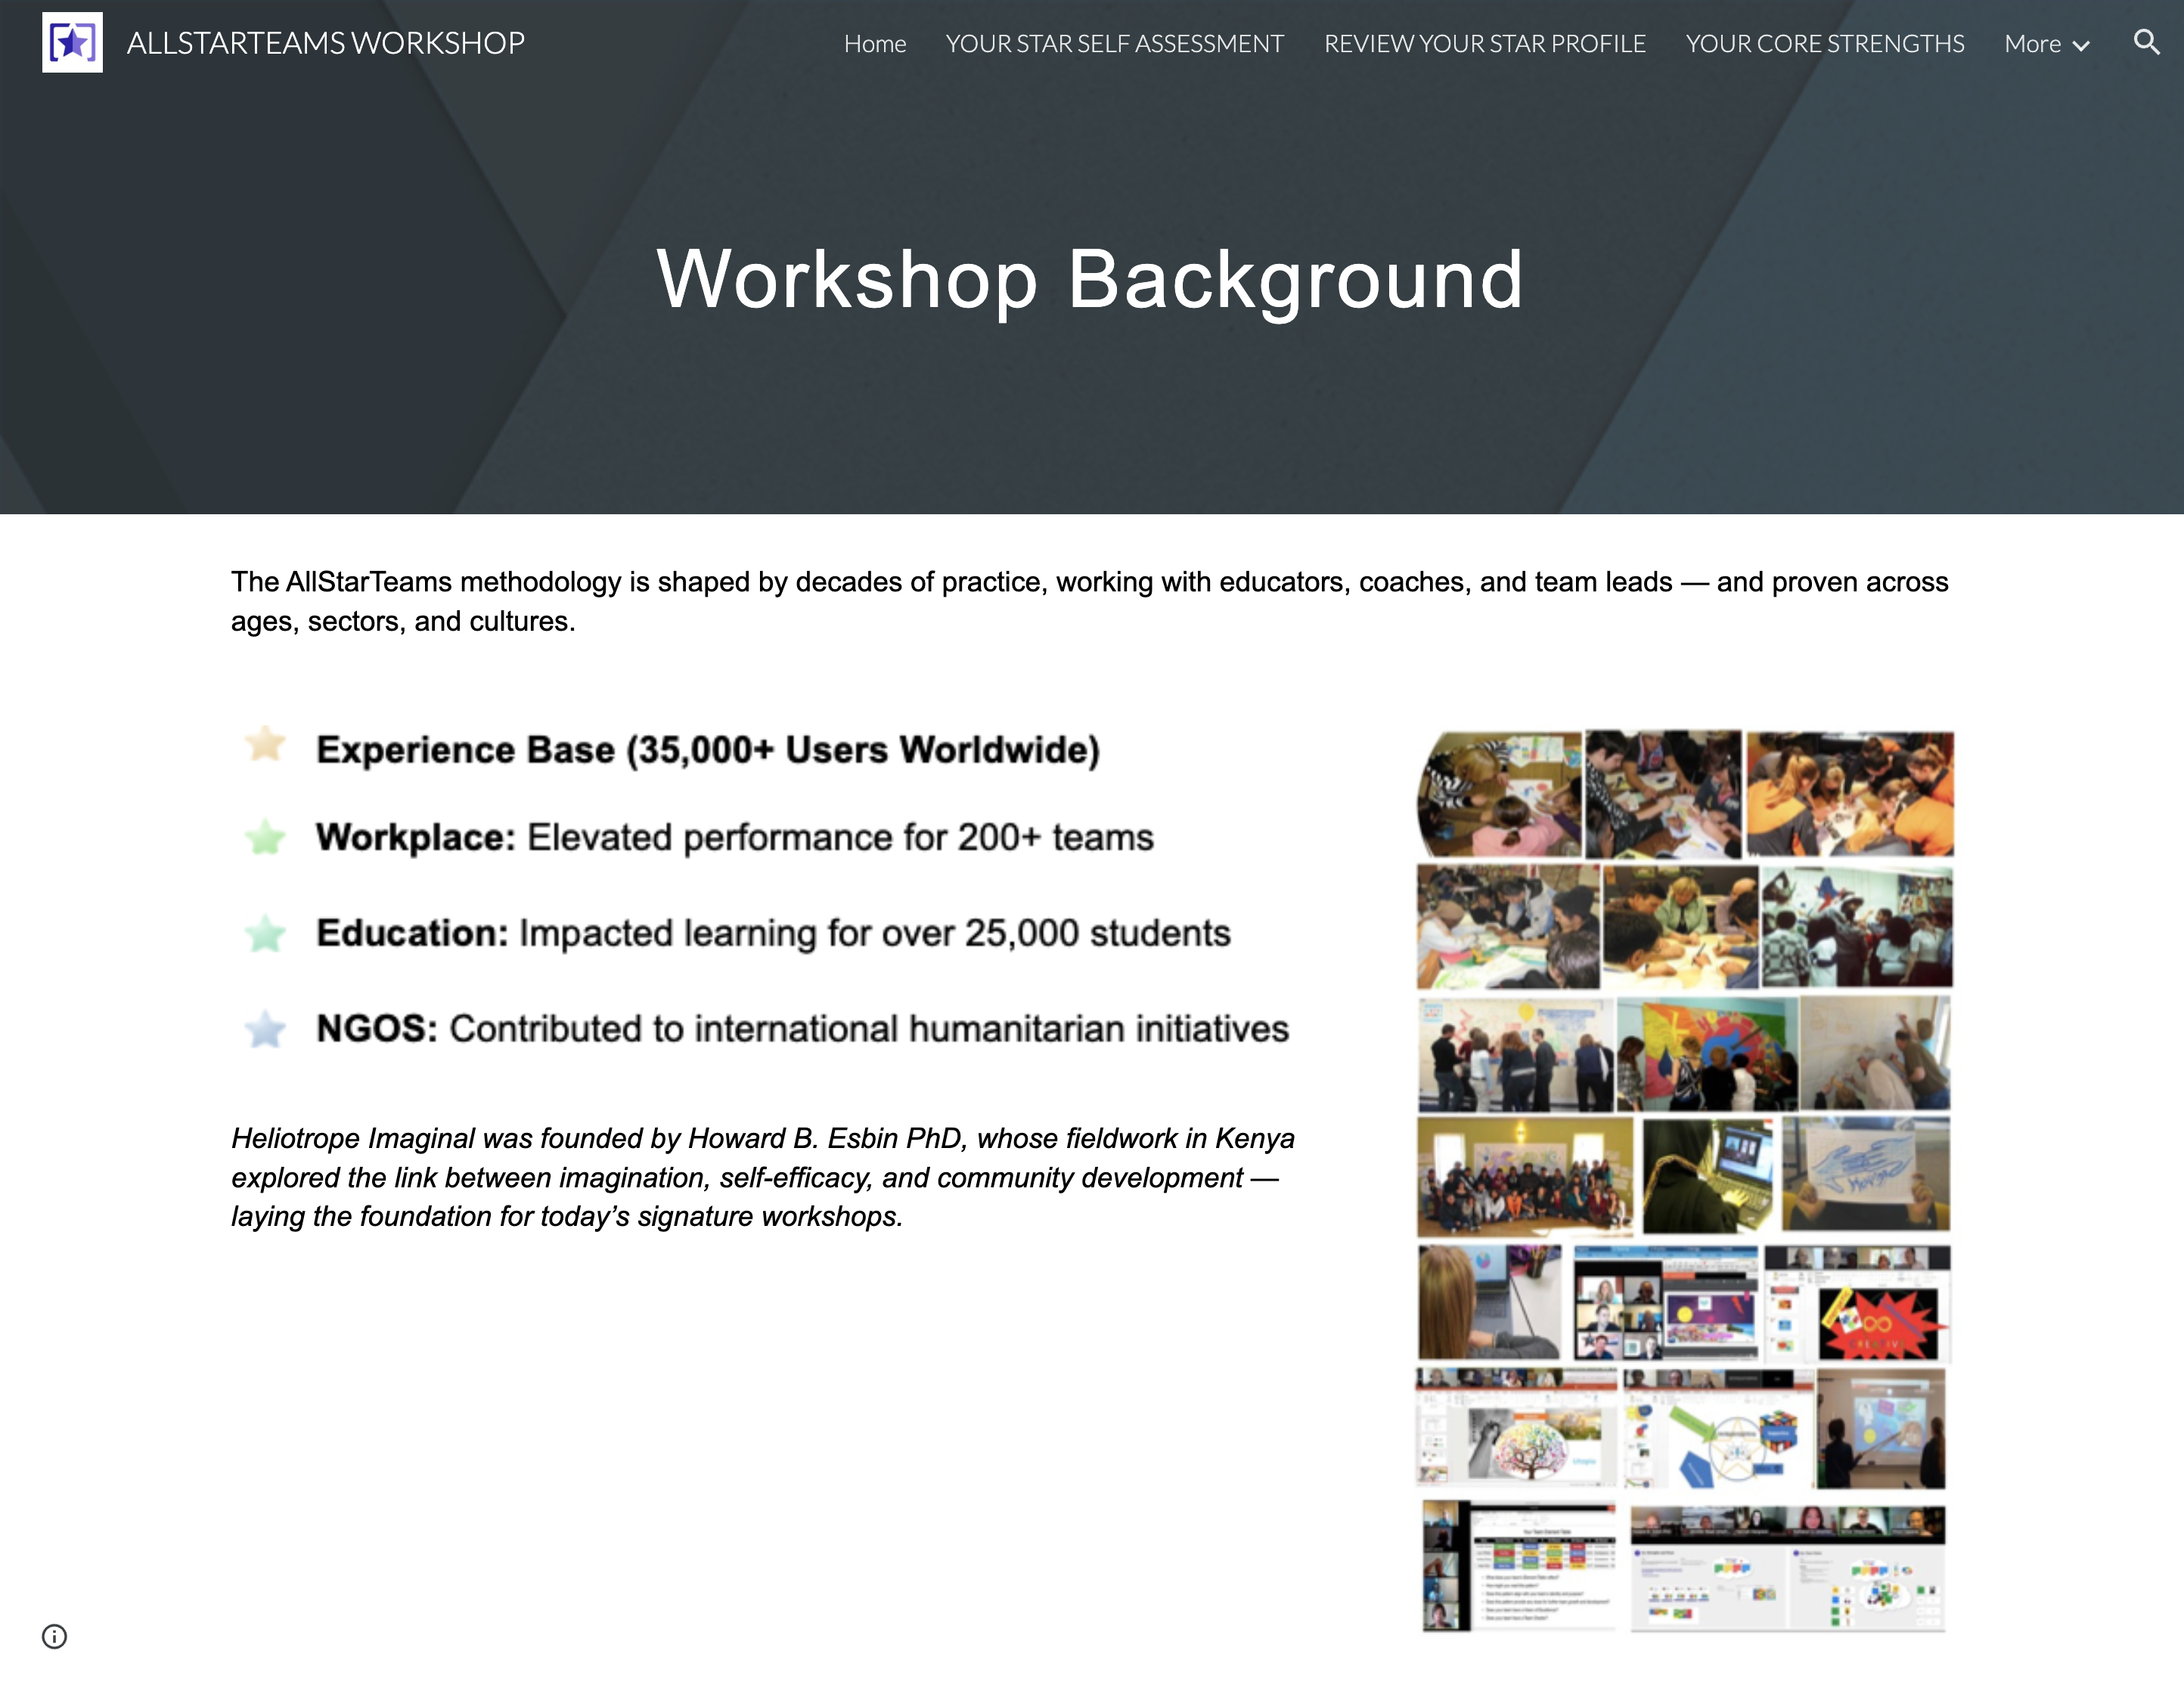 ALLSTARTEAMS WORKSHOP
Home
YOUR STAR SELF ASSESSMENT
REVIEW YOUR STAR PROFILE
YOUR CORE STRENGTHS
More
Workshop Background
The AllStarTeams methodology is shaped by decades of practice, working with educators, coaches, and team leads — and proven across
ages, sectors, and cultures.
Experience Base (35,000+ Users Worldwide)
Workplace: Elevated performance for 200+ teams
Education: Impacted learning for over 25,000 students
NGOS: Contributed to international humanitarian initiatives
Heliotrope Imaginal was founded by Howard B. Esbin PhD, whose fieldwork in Kenya
explored the link between imagination, self-efficacy, and community development —
laying the foundation for today’s signature workshops.